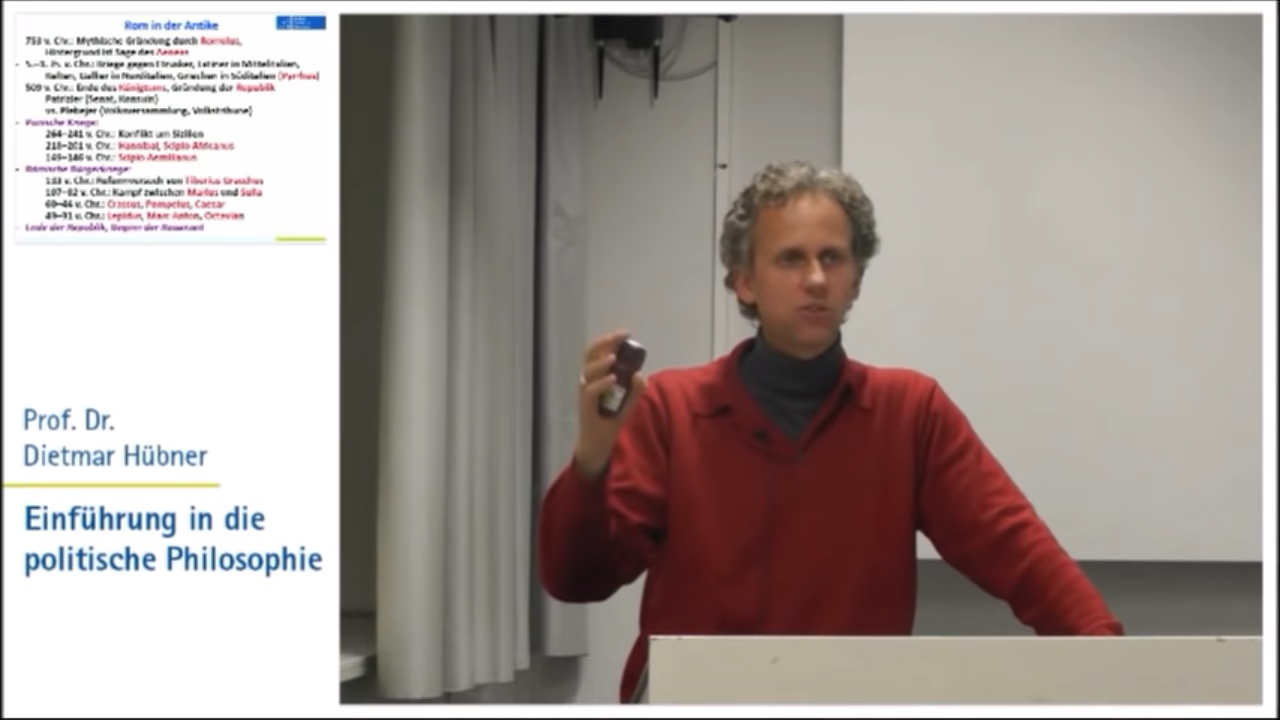 Rom in der Antike
753 v. Chr.: Mythische Gründung durch Romulus,
Hintergrund ist Sage des Aeneas
- 5.–3. Jh. v. Chr.: Kriege gegen Etrusker, Latiner in Mittelitalien,
Kelten, Gallier in Norditalien, Griechen in Süditalien (Pyrrhus)
509 v. Chr.: Ende des Königtums, Gründung der Republik
Patrizier (Senat, Konsuln)
vs. Plebejer (Volksversammlung, Volkstribune)
- Punische Kriege:
264–241 v. Chr.: Konflikt um Sizilien
218–201 v. Chr.: Hannibal, Scipio Africanus
149–146 v. Chr.: Scipio Aemilianus
- Römische Bürgerkriege:
133 v. Chr.: Reformversuch von Tiberius Gracchus
107–82 v. Chr.: Kampf zwischen Marius und Sulla
60–46 v. Chr.: Crassus, Pompeius, Caesar
43–31 v. Chr.: Lepidus, Marc Anton, Octavian
- Ende der Republik, Beginn der Kaiserzeit
Prof. Dr.
Dietmar Hübner
Einführung in die
politische Philosophie